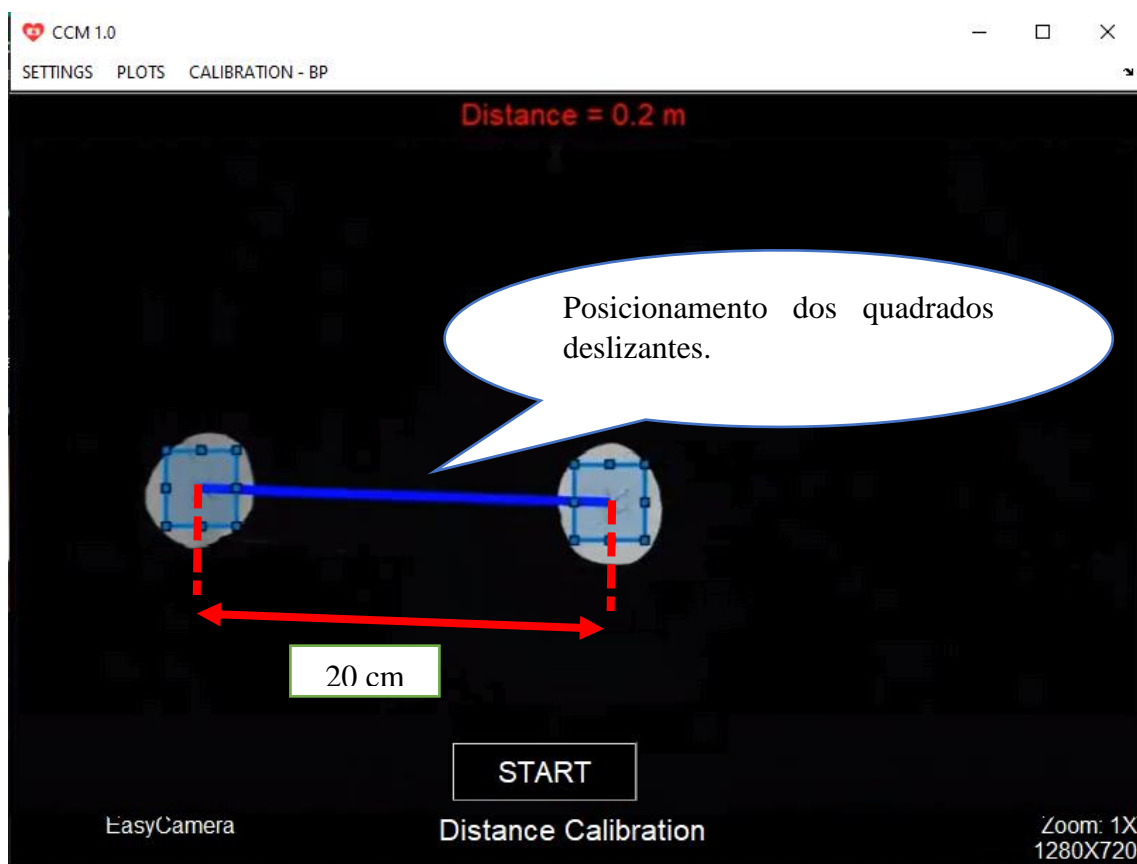 CCM 1.0
SETTINGS PLOTS CALIBRATION - BP
Distance = 0.2 m
Posicionamento dos quadrados
deslizantes.
20 cm
START
EasyCamera
Distance Calibration
Zoom: 1X
1280X720